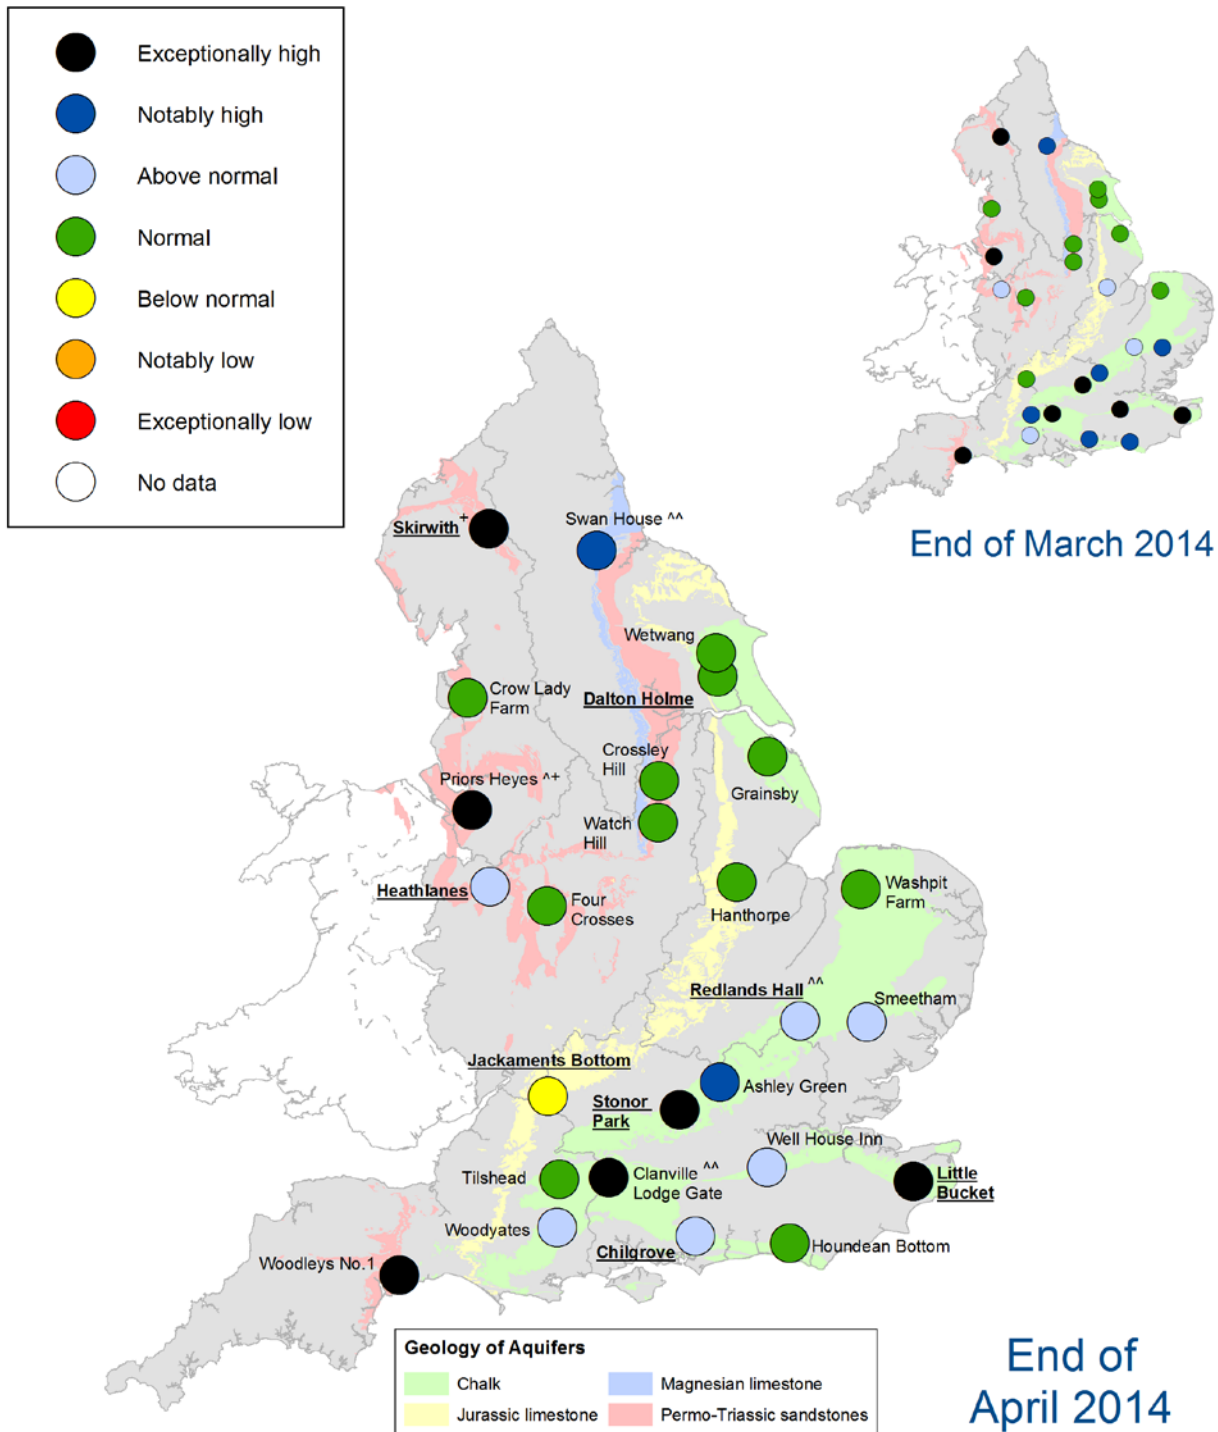 Exceptionally high
Notably high
Above normal
Normal
Below normal
Notably low
Exceptionally low
No data
End of March 2014
Skirwith +
Swan House ^^
Wetwang
Dalton Holme
Crow Lady
Farm
Crossley
Hill
Grainsby
Priors Heyes ^+
Watch
Hill
Heathlanes
Four
Crosses
Hanthorpe
Washpit
Farm
Redlands Hall ^^
Smeetham
Jackaments Bottom
Ashley Green
Stonor
Park
Well House Inn
Tilshead
Clanville ^^
Lodge Gate
Little
Bucket
Woodyates
Chilgrove
Houndean Bottom
Woodleys No.1
Geology of Aquifers
Chalk
Magnesian limestone
Jurassic limestone
Permo-Triassic sandstones
End of
April 2014